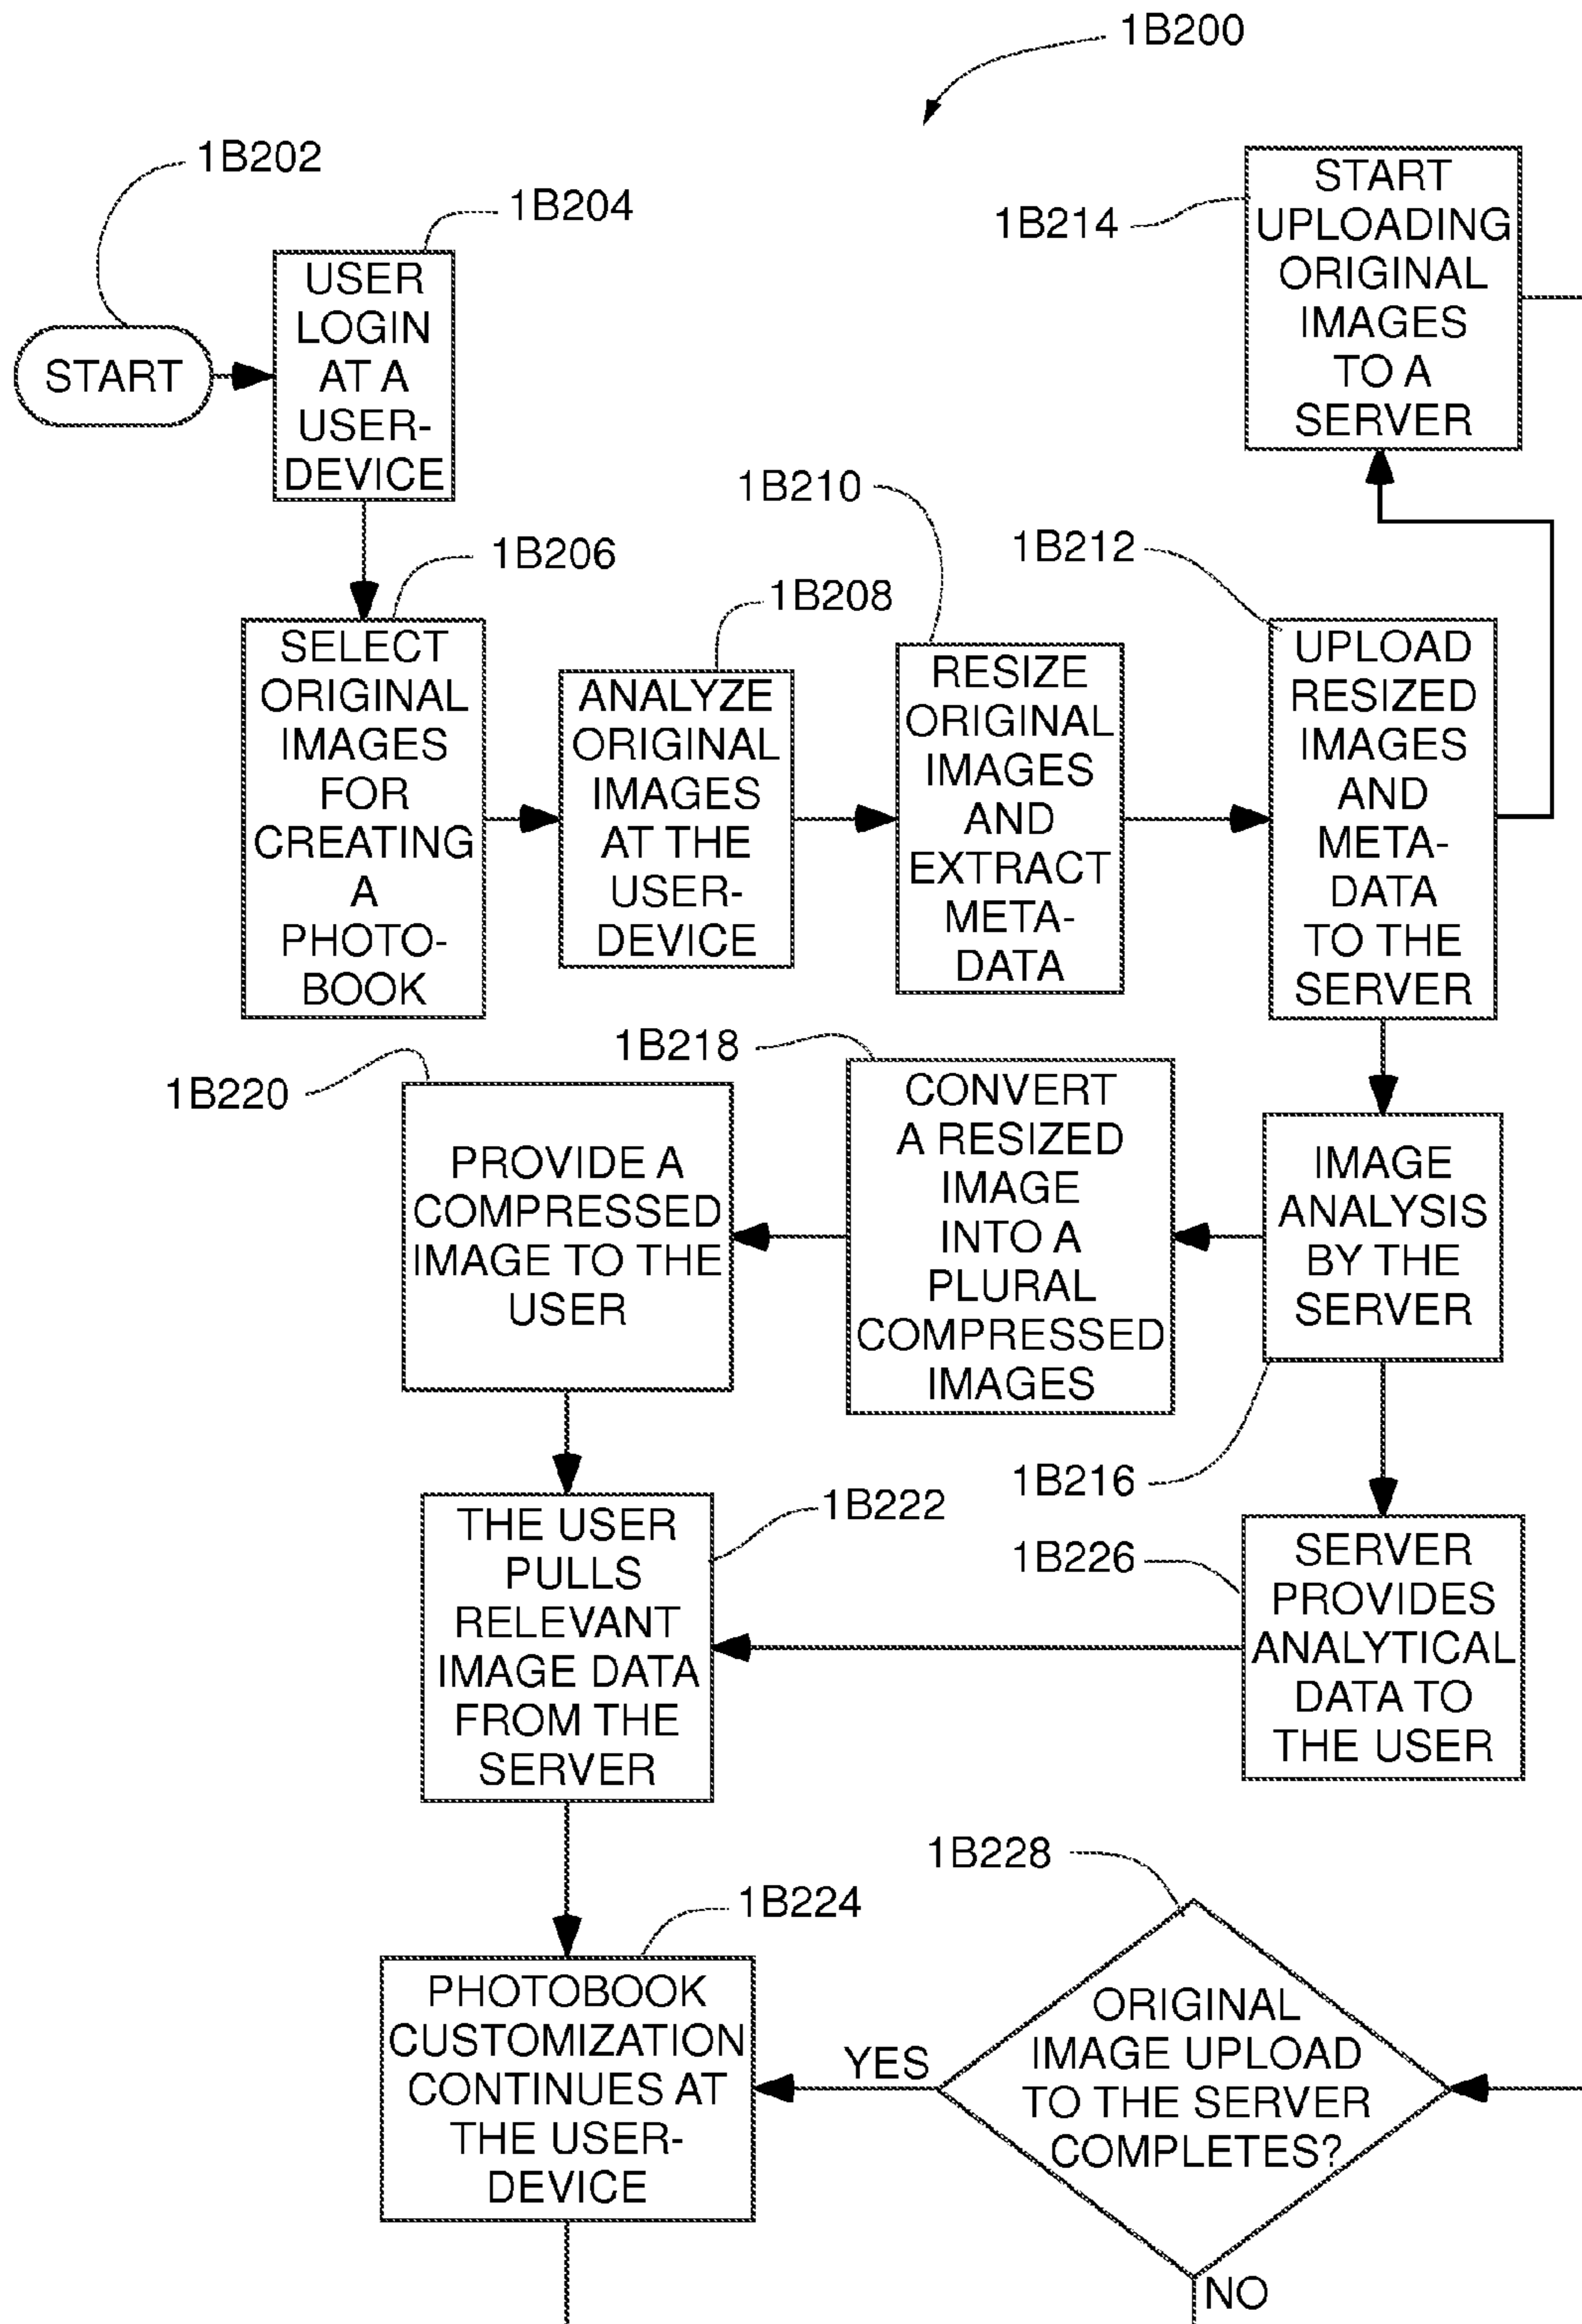 1B200
1B202
1B204
START
USER
LOGIN
AT A
USER-
DEVICE
1B214
START
UPLOADING
ORIGINAL
IMAGES
TO A
SERVER
1B206
SELECT
ORIGINAL
IMAGES
FOR
CREATING
A
PHOTO-
BOOK
1B208
ANALYZE
ORIGINAL
IMAGES
AT THE
USER-
DEVICE
1B210
RESIZE
ORIGINAL
IMAGES
AND
EXTRACT
META-
DATA
1B212
UPLOAD
RESIZED
IMAGES
AND
META-
DATA
TO THE
SERVER
1B220
PROVIDE A
COMPRESSED
IMAGE TO THE
USER
1B218
CONVERT
A RESIZED
IMAGE
INTO A
PLURAL
COMPRESSED
IMAGES
IMAGE
ANALYSIS
BY THE
SERVER
1B216
1B222
THE USER
PULLS
RELEVANT
IMAGE DATA
FROM THE
SERVER
1B226
SERVER
PROVIDES
ANALYTICAL
DATA TO
THE USER
1B224
PHOTOBOOK
CUSTOMIZATION
CONTINUES AT
THE USER-
DEVICE
1B228
YES
ORIGINAL
IMAGE UPLOAD
TO THE SERVER
COMPLETES?
NO